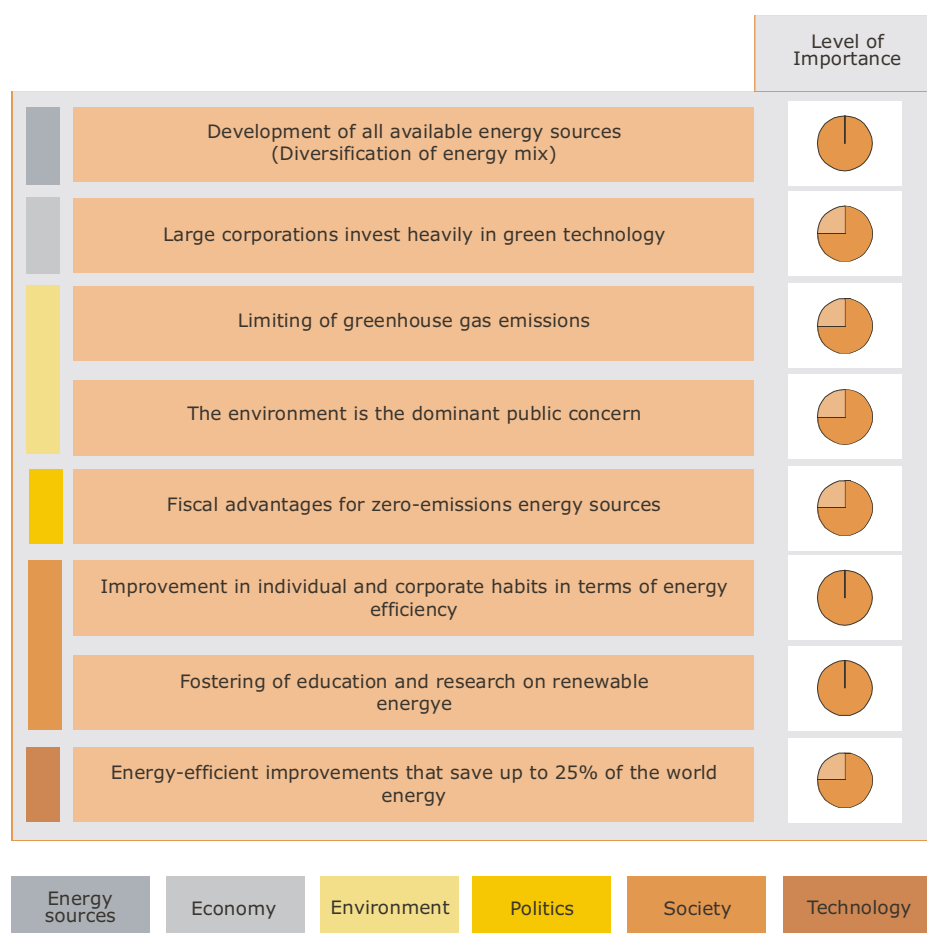 Level of
Importance
Development of all available energy sources
(Diversification of energy mix)
Large corporations invest heavily in green technology
Limiting of greenhouse gas emissions
The environment is the dominant public concern
Fiscal advantages for zero-emissions energy sources
Improvement in individual and corporate habits in terms of energy
efficiency
Fostering of education and research on renewable
energye
Energy-efficient improvements that save up to 25% of the world
energy
Energy
sources
Economy
Environment
Politics
Society
Technology